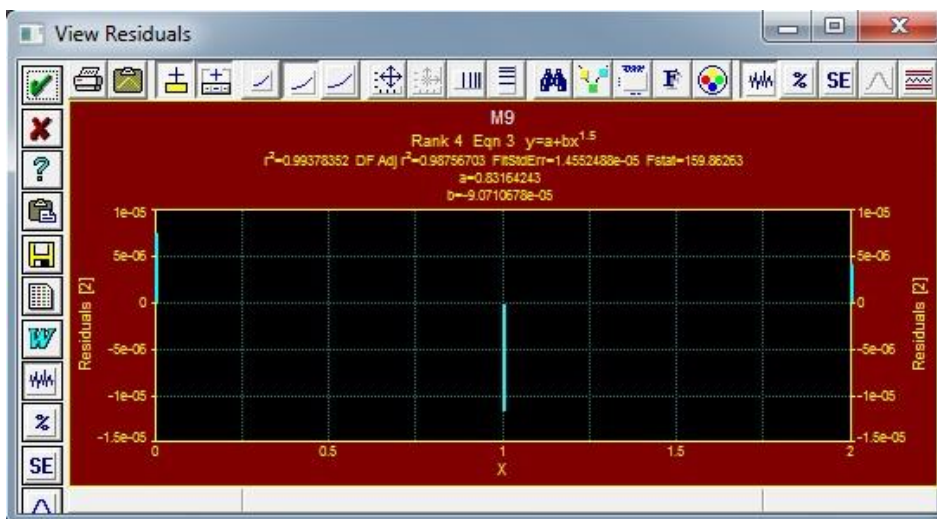 View Residuals
% SE
M9
Rank 4 Eqn 3 y=a+bx^1.5
r²=0.99378352 DF Adj r²=0.98756703 FitStdErr=1.4552488e-05 Fstat=159.86263
a=0.83164243
b=-9.0710678e-05
1e-05 1e-05
5e-06 5e-06
0 0
-5e-06 -5e-06
-1e-05 -1e-05
-1.5e-05 -1.5e-05
Residuals [2]
Residuals [2]
0 0.5 1 1.5 2
X
?
W
%
SE